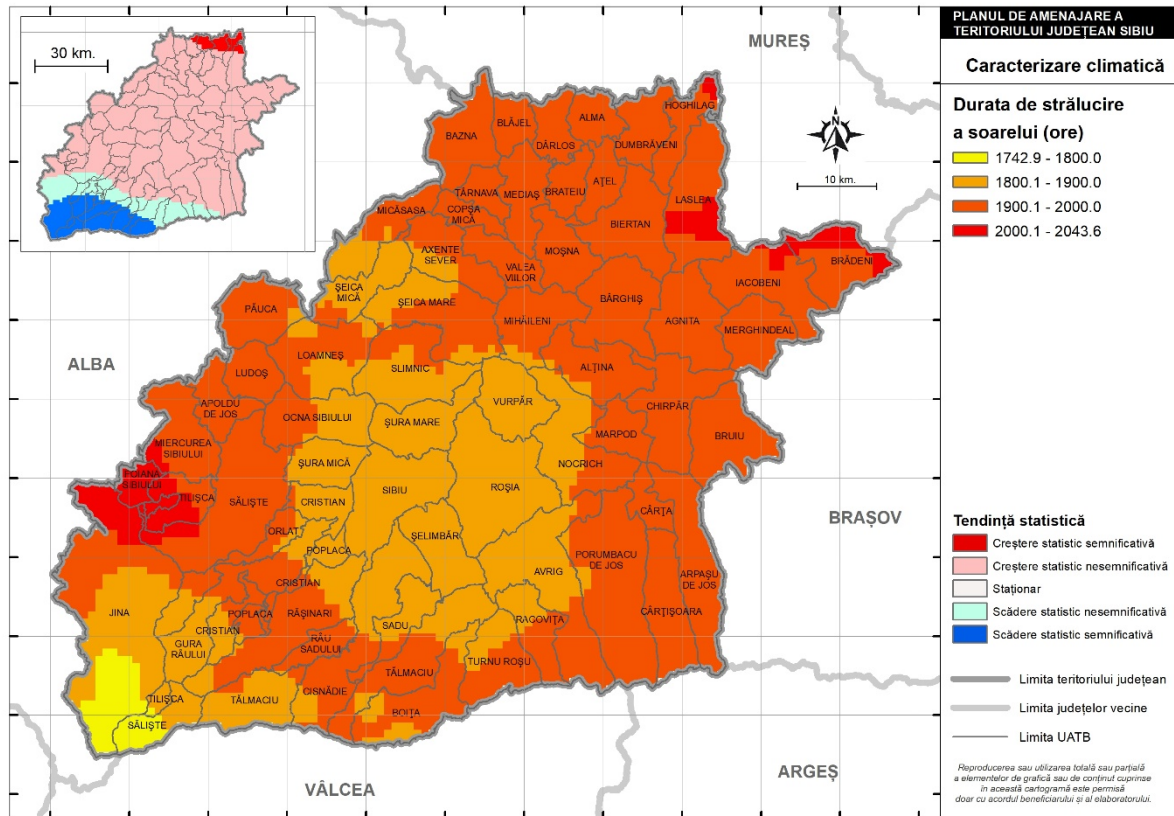 30 km.
MUREȘ
ALBA
BRAȘOV
VÂLCEA
ARGEȘ
N
10 km.
HOGHILAG
BLĂJEL
ALMA
BAZNA
DÂRLOS
DUMBRĂVENI
AȚEL
TÂRNAVA
MEDIAȘ
BRATEIU
LASLEA
MICĂSASA
COPȘA
MICĂ
BIERTAN
AXENTE
SEVER
MOȘNA
BRĂDENI
VALEA
VIILOR
IACOBENI
ȘEICA
MICĂ
ȘEICA MARE
BÂRGHIȘ
PĂUCA
MIHĂILENI
AGNITA
MERGHINDEAL
LOAMNEȘ
SLIMNIC
ALȚINA
LUDOȘ
APOLDU
DE JOS
VURPĂR
CHIRPĂR
OCNA SIBIULUI
ȘURA MARE
MARPOD
BRUIU
MIERCUREA
SIBIULUI
ȘURA MICĂ
NOCRICH
POIANA
SIBIULUI
TILIȘCA
SĂLIȘTE
CRISTIAN
SIBIU
ROȘIA
CÂRȚA
ORLAT
POPLACA
ȘELIMBĂR
PORUMBACU
DE JOS
AVRIG
ARPAȘU
DE JOS
CRISTIAN
JINA
POPLACA
RĂȘINARI
CÂRȚIȘOARA
RAGOVIȚA
SADU
CRISTIAN
GURA
RÂULUI
RÂU
SADULUI
TURNU ROȘU
TĂLMACIU
CISNĂDIE
TILIȘCA
TĂLMACIU
BOIȚA
SĂLIȘTE
PLANUL DE AMENAJARE A
TERITORIULUI JUDEȚEAN SIBIU
Caracterizare climatică
Durata de strălucire
a soarelui (ore)
1742.9 - 1800.0
1800.1 - 1900.0
1900.1 - 2000.0
2000.1 - 2043.6
Tendință statistică
Creștere statistic semnificativă
Creștere statistic nesemnificativă
Staționar
Scădere statistic nesemnificativă
Scădere statistic semnificativă
Limita teritoriului județean
Limita județelor vecine
Limita UATB
Reproducerea sau utilizarea totală sau parțială
a elementelor de grafică sau de conținut cuprinse
în această cartogramă este permisă
doar cu acordul beneficiarului și al elaboratorului.